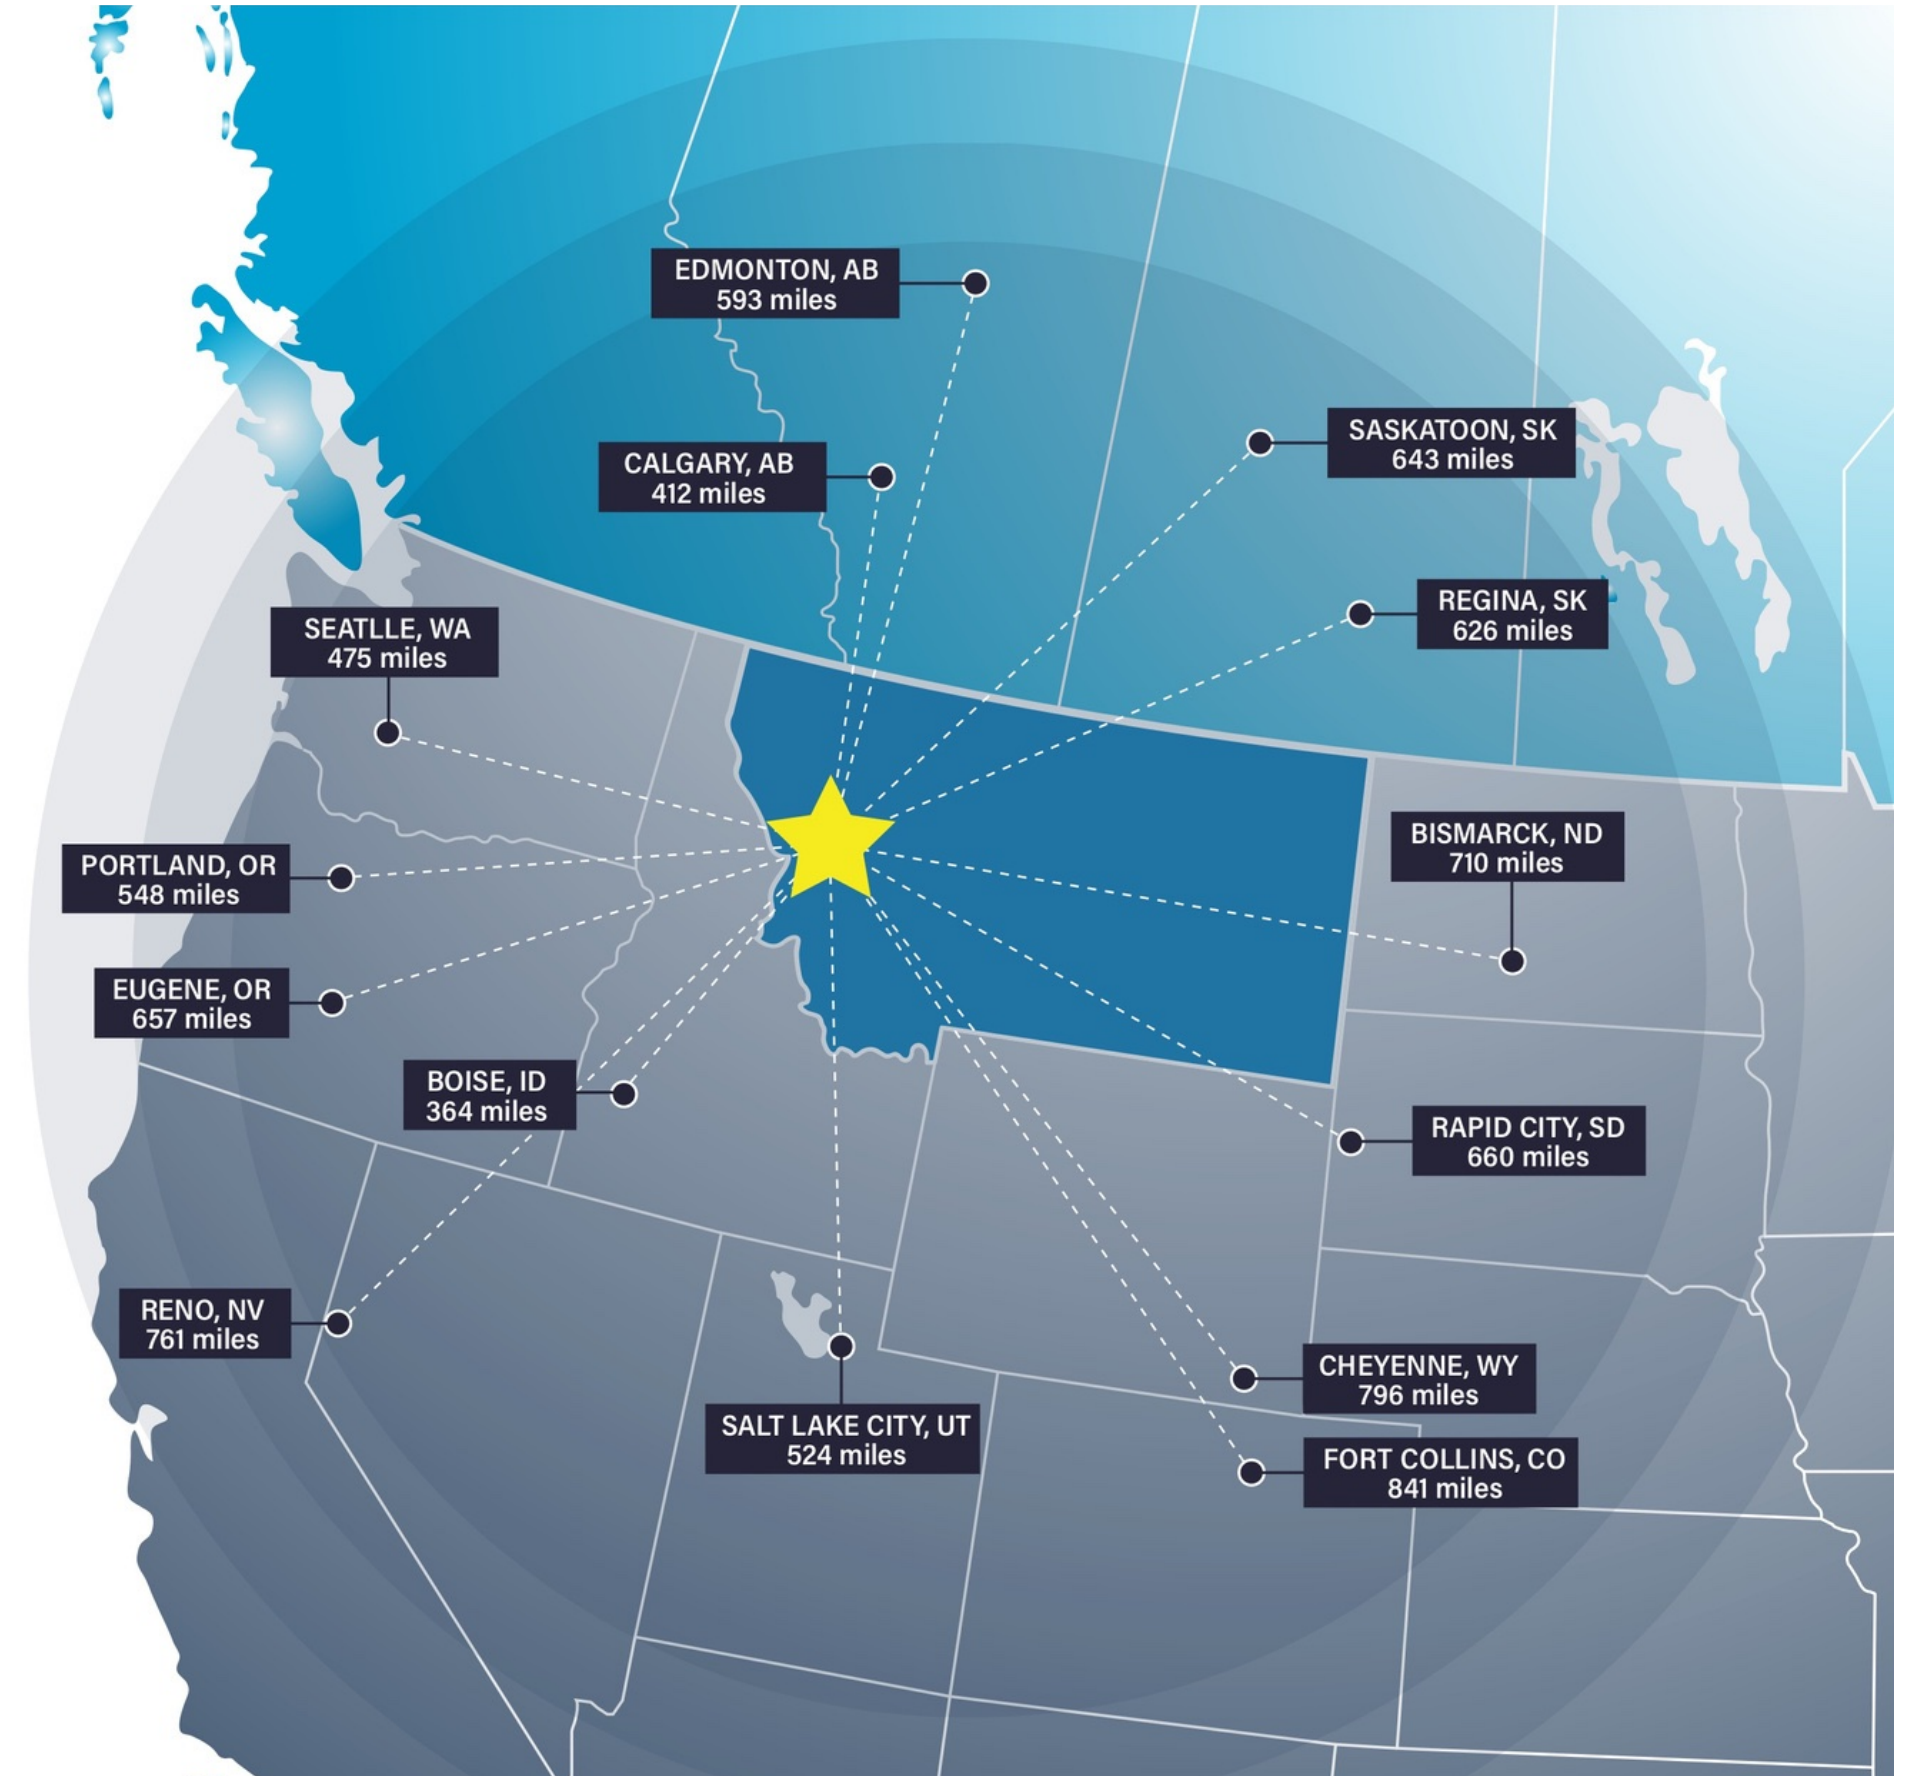 EDMONTON, AB
593 miles
SASKATOON, SK
643 miles
CALGARY, AB
412 miles
REGINA, SK
626 miles
SEATLLE, WA
475 miles
BISMARCK, ND
710 miles
PORTLAND, OR
548 miles
EUGENE, OR
657 miles
BOISE, ID
364 miles
RAPID CITY, SD
660 miles
RENO, NV
761 miles
CHEYENNE, WY
796 miles
SALT LAKE CITY, UT
524 miles
FORT COLLINS, CO
841 miles